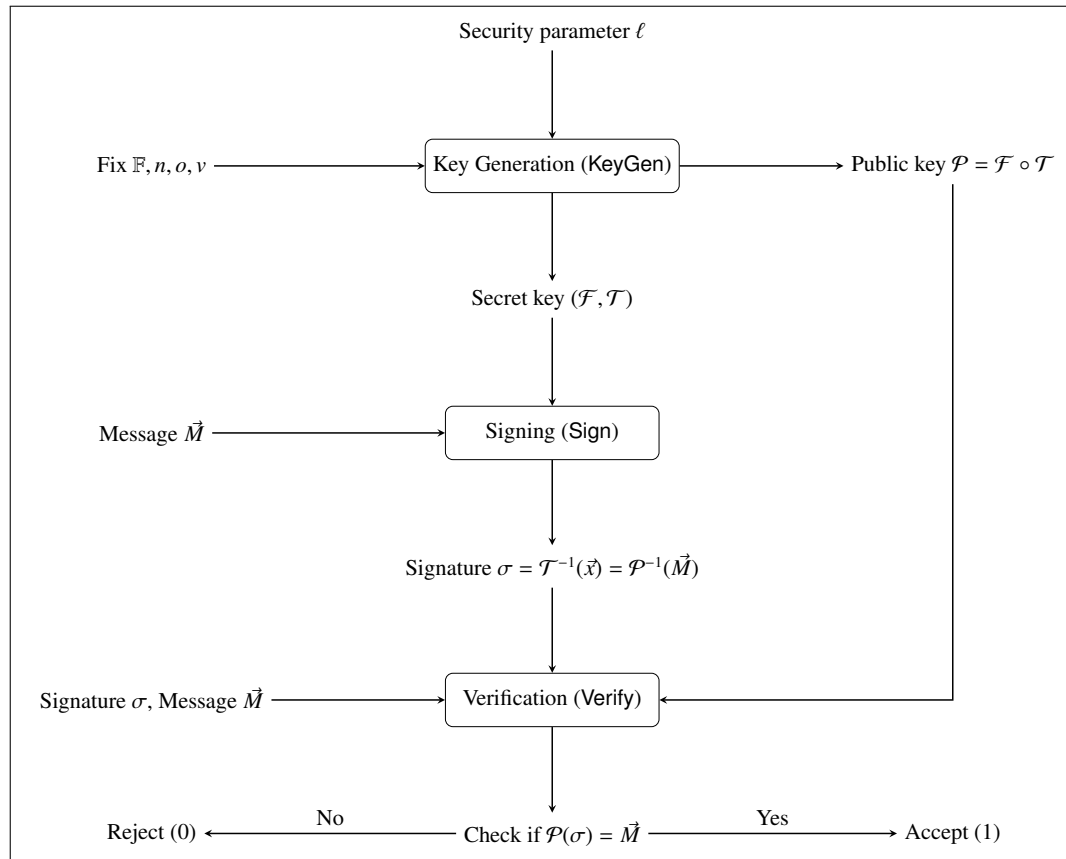 Security parameter ℓ
Fix 𝔽, n, o, v
Key Generation (KeyGen)
Public key 𝒫 = ℱ ∘ 𝒯
Secret key (ℱ, 𝒯)
Message M⃗
Signing (Sign)
Signature σ = 𝒯⁻¹(x⃗) = 𝒫⁻¹(M⃗)
Signature σ, Message M⃗
Verification (Verify)
No
Yes
Reject (0)
Check if 𝒫(σ) = M⃗
Accept (1)